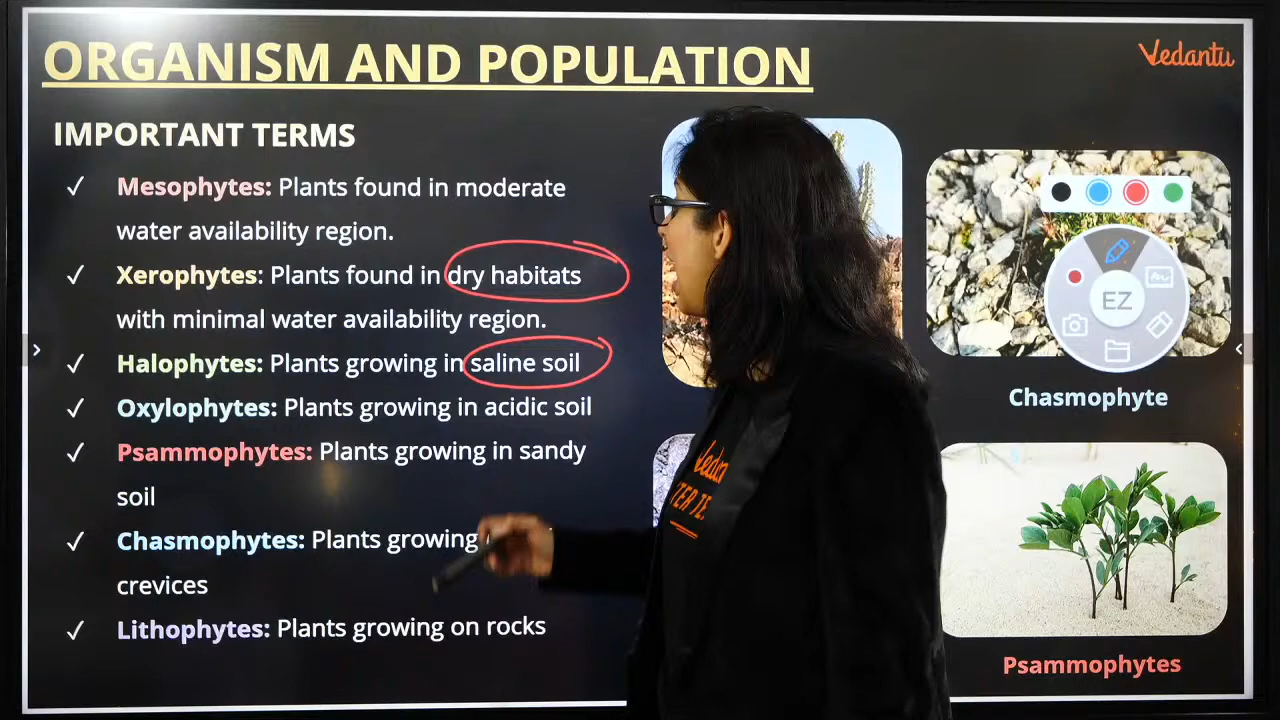 ORGANISM AND POPULATION
Vedantu
IMPORTANT TERMS
✓ Mesophytes: Plants found in moderate
water availability region.
✓ Xerophytes: Plants found in dry habitats
with minimal water availability region.
✓ Halophytes: Plants growing in saline soil
✓ Oxylophytes: Plants growing in acidic soil
✓ Psammophytes: Plants growing in sandy
soil
✓ Chasmophytes: Plants growing
crevices
✓ Lithophytes: Plants growing on rocks
EZ
Chasmophyte
Psammophytes